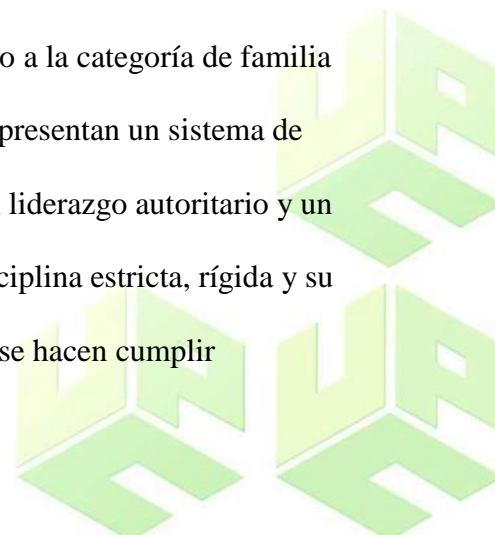 o a la categoría de familia
presentan un sistema de
liderazgo autoritario y un
ciplina estricta, rígida y su
se hacen cumplir